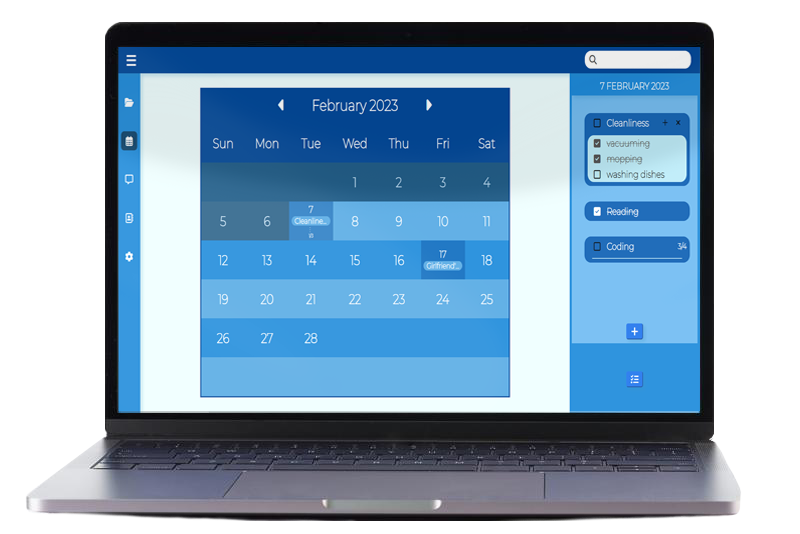 February 2023
7 FEBRUARY 2023
Sun Mon Tue Wed Thu Fri Sat
1 2 3 4
5 6 7 8 9 10 11
Cleanline...
12 13 14 15 16 17 18
Girlfriend'...
19 20 21 22 23 24 25
26 27 28
Cleanliness + ×
vacuuming
mopping
washing dishes
Reading
Coding 3/4
+